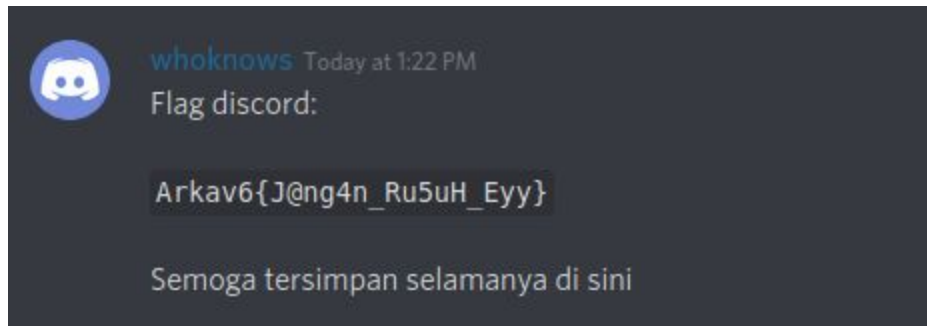 whoknows Today at 1:22 PM
Flag discord:
Arkav6{J@ng4n_Ru5uH_Eyy}
Semoga tersimpan selamanya di sini